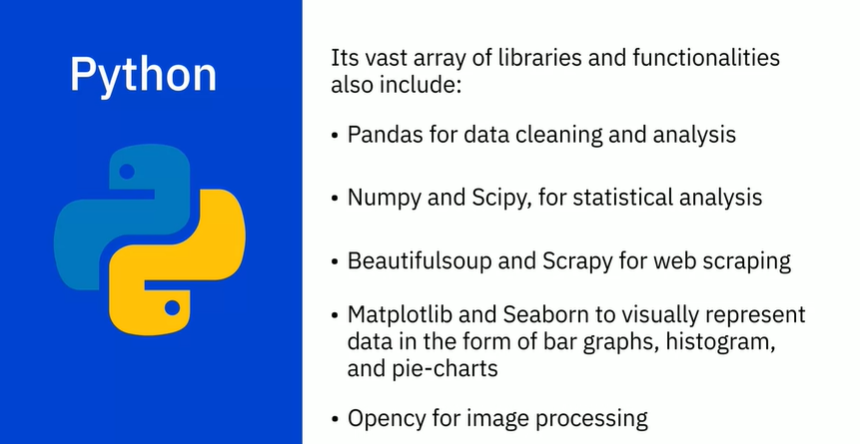 Python
Its vast array of libraries and functionalities
also include:
• Pandas for data cleaning and analysis
• Numpy and Scipy, for statistical analysis
• Beautifulsoup and Scrapy for web scraping
• Matplotlib and Seaborn to visually represent
data in the form of bar graphs, histogram,
and pie-charts
• Opency for image processing